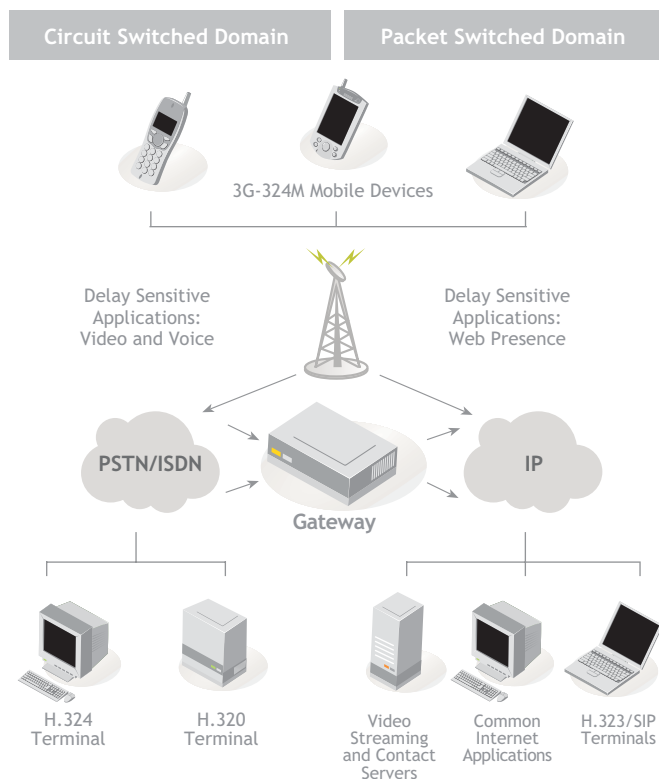 Circuit Switched Domain
Packet Switched Domain
3G-324M Mobile Devices
Delay Sensitive
Applications:
Video and Voice
Delay Sensitive
Applications:
Web Presence
PSTN/ISDN
IP
Gateway
H.324
Terminal
H.320
Terminal
Video
Streaming
and Contact
Servers
Common
Internet
Applications
H.323/SIP
Terminals